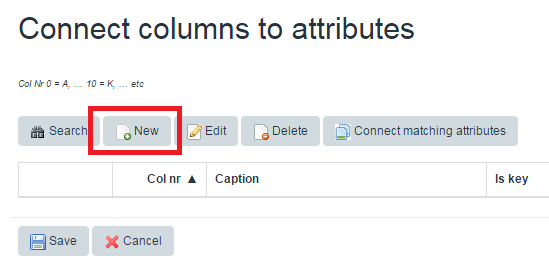 Connect columns to attributes
Col Nr 0 = A, ... 10 = K, ... etc
Search New Edit Delete Connect matching attributes
Col nr ▲ Caption Is key
Save Cancel